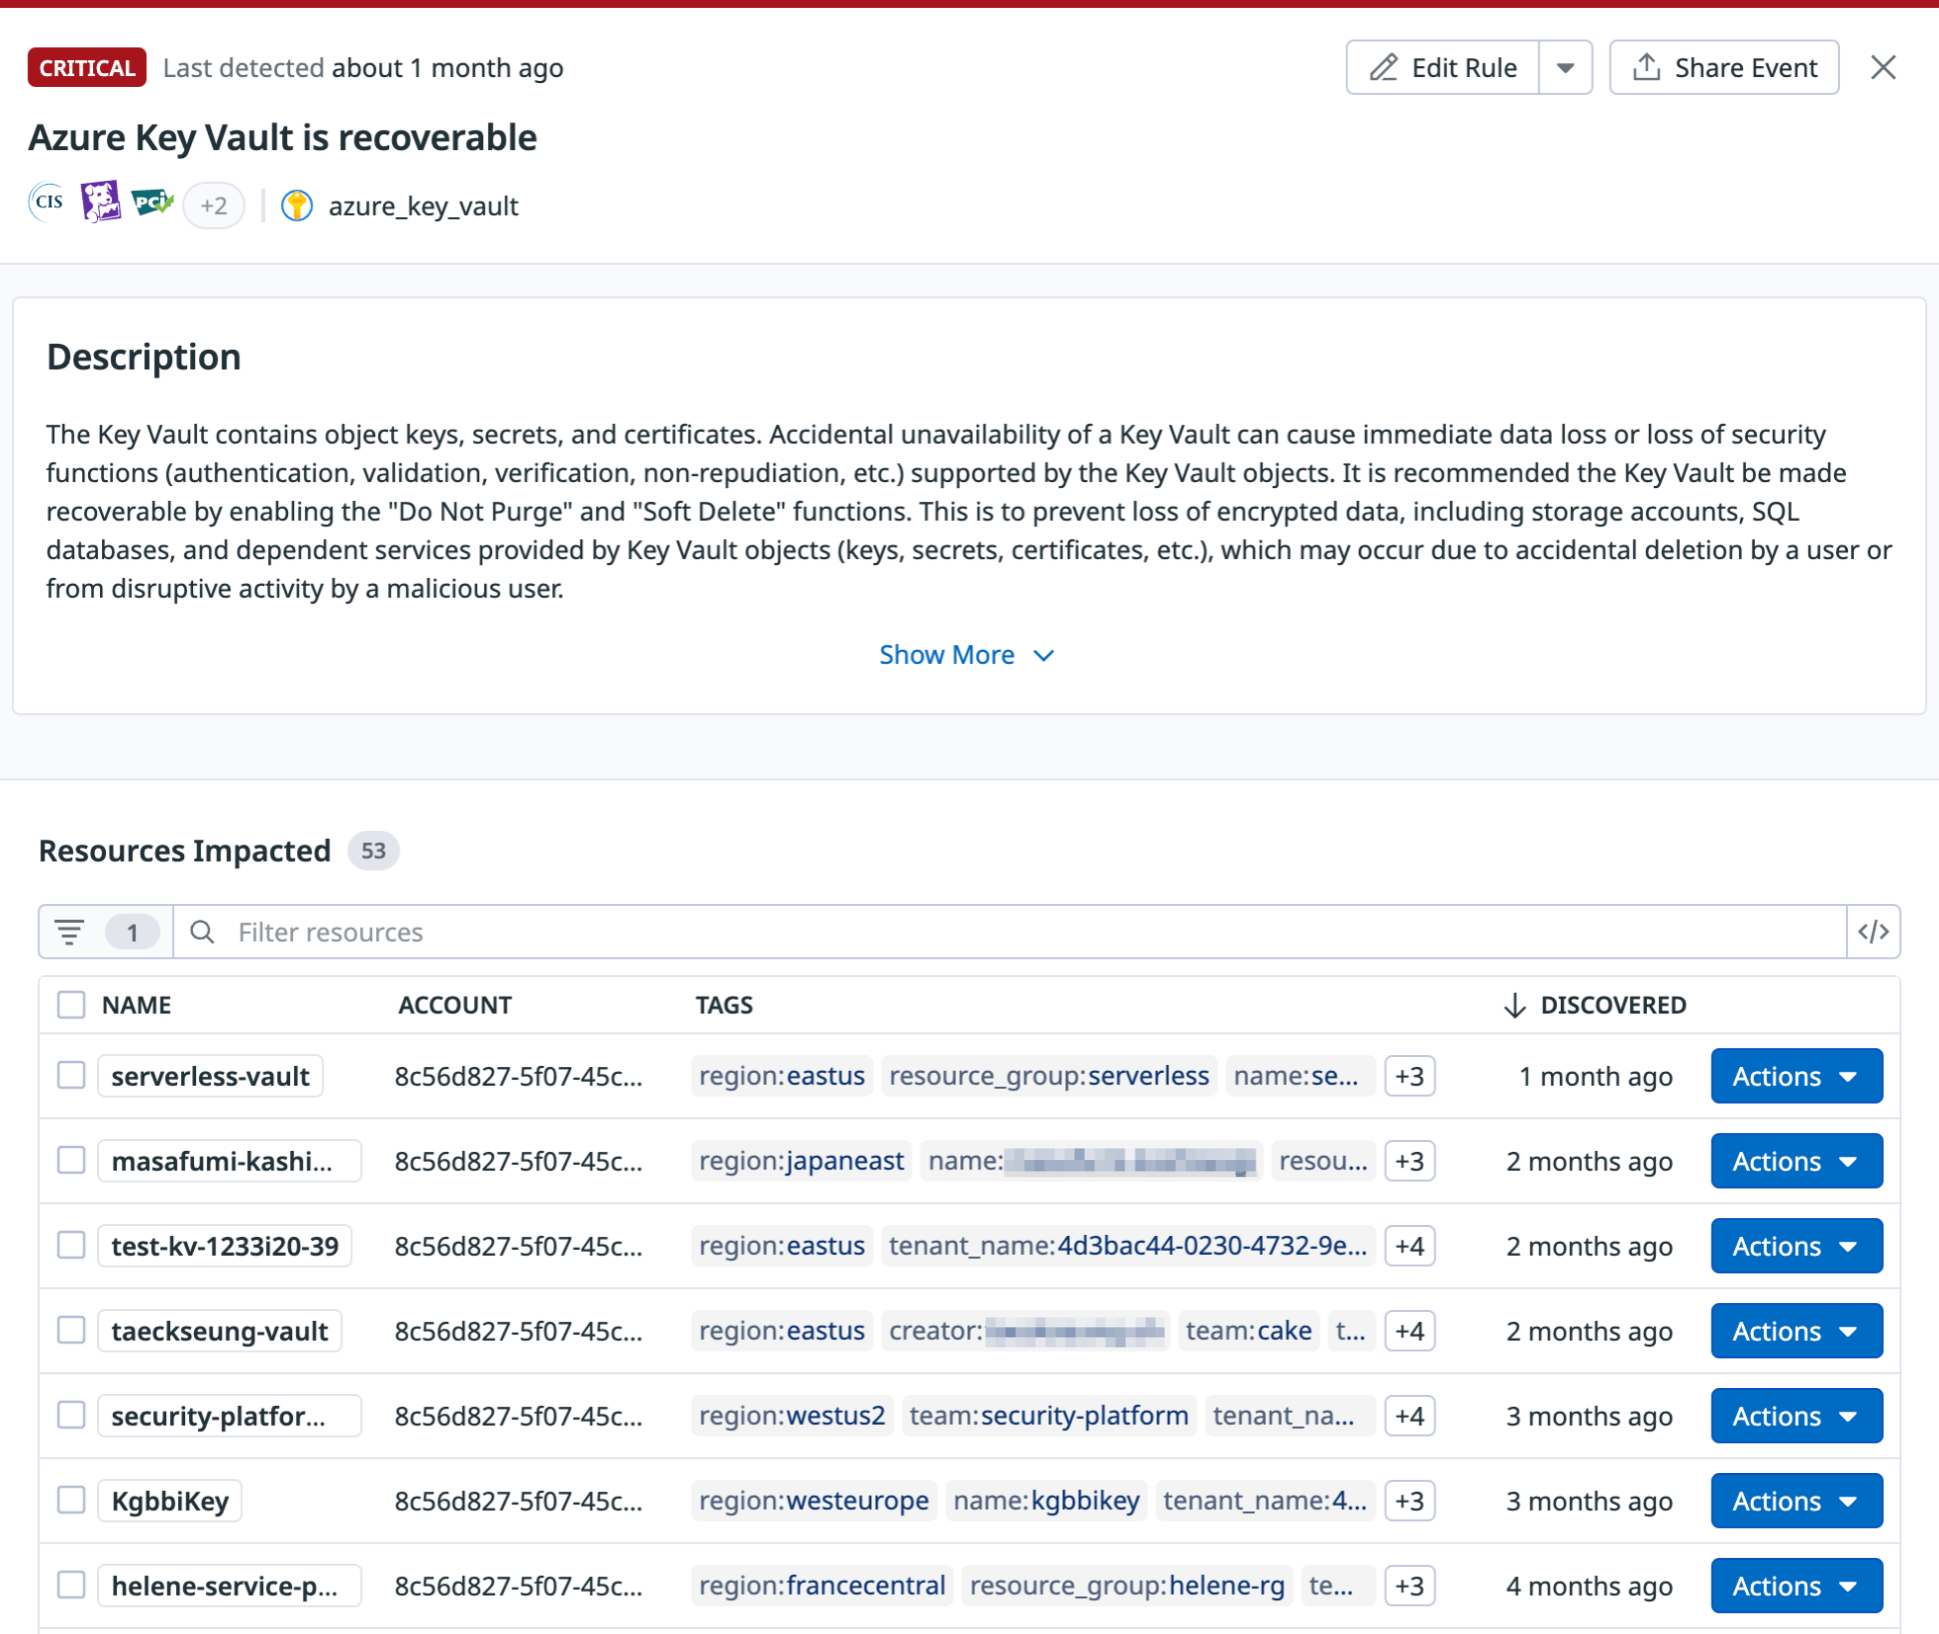 CRITICAL Last detected about 1 month ago Edit Rule Share Event
Azure Key Vault is recoverable
CIS PCI +2 azure_key_vault
Description
The Key Vault contains object keys, secrets, and certificates. Accidental unavailability of a Key Vault can cause immediate data loss or loss of security
functions (authentication, validation, verification, non-repudiation, etc.) supported by the Key Vault objects. It is recommended the Key Vault be made
recoverable by enabling the "Do Not Purge" and "Soft Delete" functions. This is to prevent loss of encrypted data, including storage accounts, SQL
databases, and dependent services provided by Key Vault objects (keys, secrets, certificates, etc.), which may occur due to accidental deletion by a user or
from disruptive activity by a malicious user.
Show More
Resources Impacted 53
1 Filter resources </>
NAME ACCOUNT TAGS DISCOVERED
serverless-vault 8c56d827-5f07-45c... region:eastus resource_group:serverless name:se... +3 1 month ago Actions
masafumi-kashi... 8c56d827-5f07-45c... region:japaneast name: resou... +3 2 months ago Actions
test-kv-1233i20-39 8c56d827-5f07-45c... region:eastus tenant_name:4d3bac44-0230-4732-9e... +4 2 months ago Actions
taeckseung-vault 8c56d827-5f07-45c... region:eastus creator: team:cake t... +4 2 months ago Actions
security-platfor... 8c56d827-5f07-45c... region:westus2 team:security-platform tenant_na... +4 3 months ago Actions
KgbbiKey 8c56d827-5f07-45c... region:westeurope name:kgbbikey tenant_name:4... +3 3 months ago Actions
helene-service-p... 8c56d827-5f07-45c... region:francecentral resource_group:helene-rg te... +3 4 months ago Actions